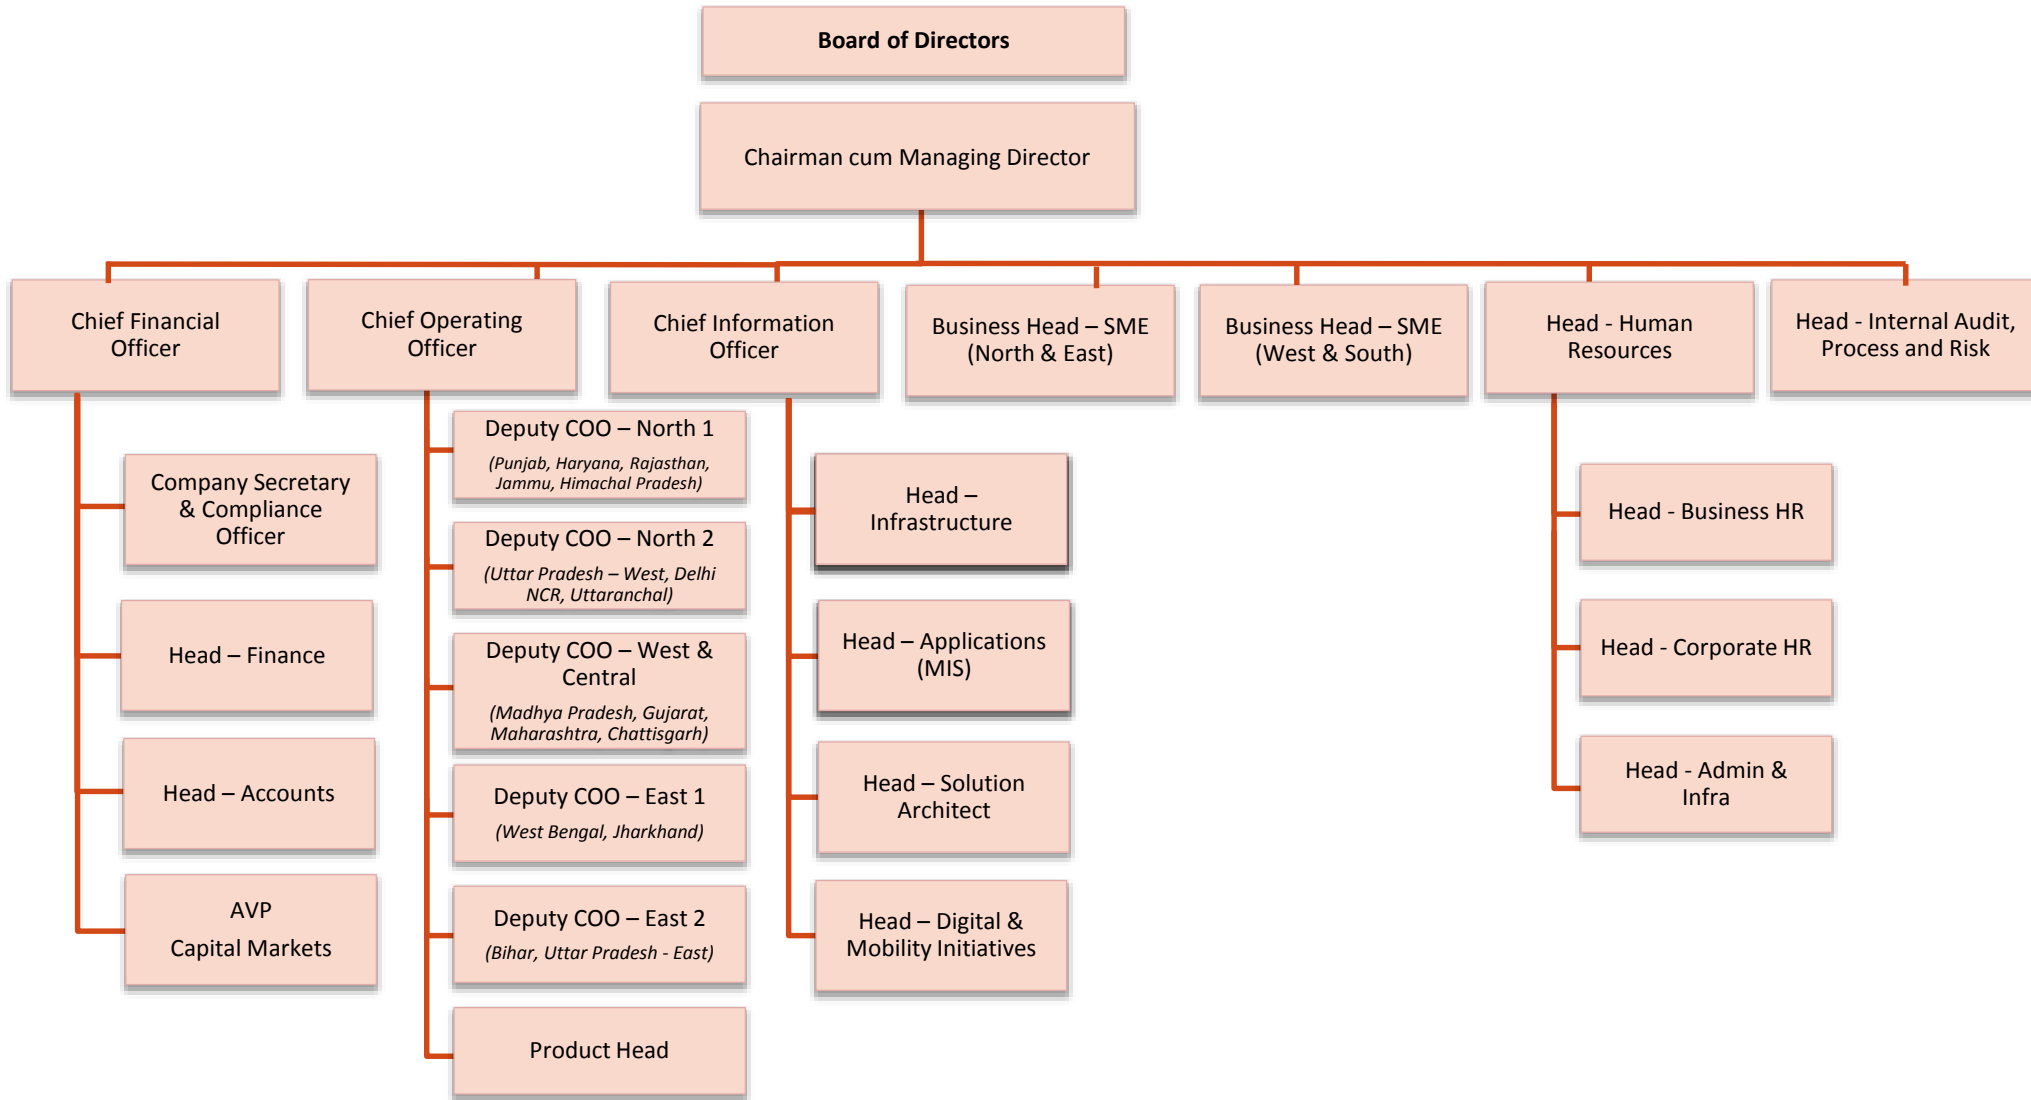 Board of Directors
Chairman cum Managing Director
Chief Financial
Officer
Chief Operating
Officer
Chief Information
Officer
Business Head – SME
(North & East)
Business Head – SME
(West & South)
Head - Human
Resources
Head - Internal Audit,
Process and Risk
Company Secretary
& Compliance
Officer
Head – Finance
Head – Accounts
AVP
Capital Markets
Deputy COO – North 1
(Punjab, Haryana, Rajasthan,
Jammu, Himachal Pradesh)
Deputy COO – North 2
(Uttar Pradesh – West, Delhi
NCR, Uttaranchal)
Deputy COO – West &
Central
(Madhya Pradesh, Gujarat,
Maharashtra, Chattisgarh)
Deputy COO – East 1
(West Bengal, Jharkhand)
Deputy COO – East 2
(Bihar, Uttar Pradesh - East)
Product Head
Head –
Infrastructure
Head – Applications
(MIS)
Head – Solution
Architect
Head – Digital &
Mobility Initiatives
Head - Business HR
Head - Corporate HR
Head - Admin &
Infra